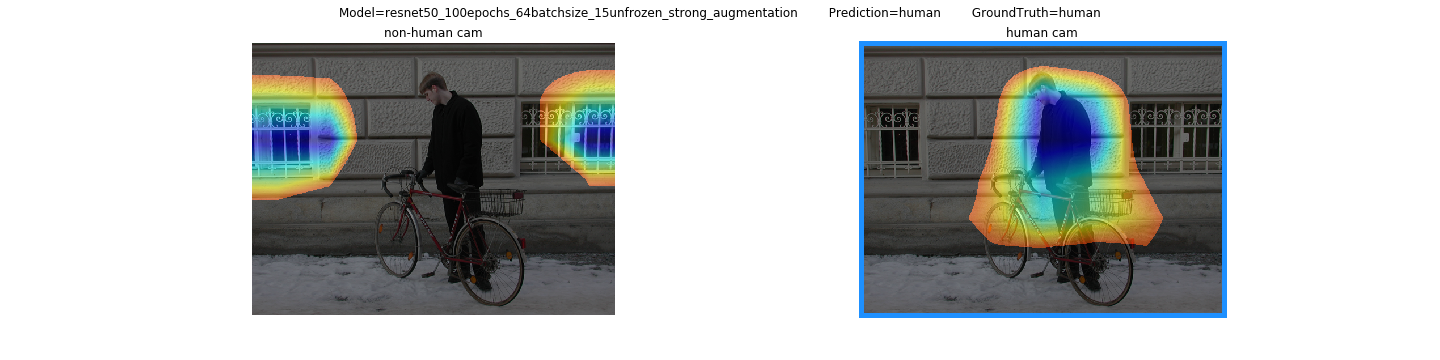 Model=resnet50_100epochs_64batchsize_15unfrozen_strong_augmentation Prediction=human GroundTruth=human
non-human cam
human cam